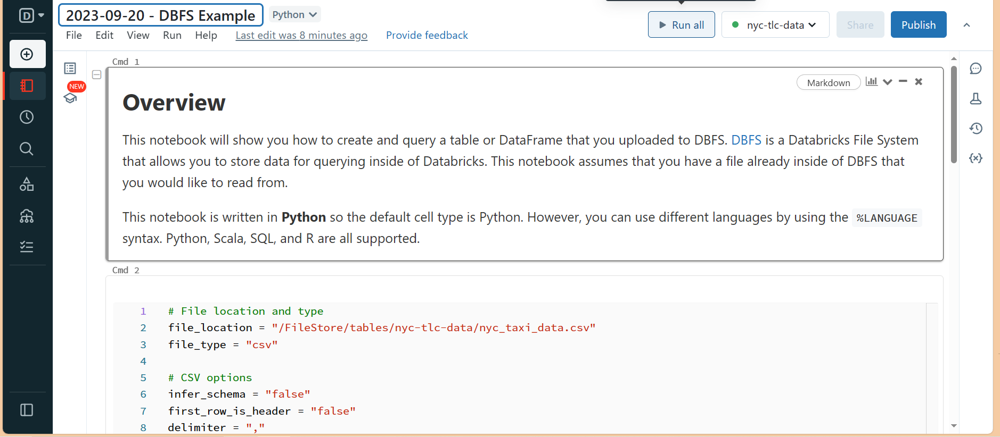 D
2023-09-20 - DBFS Example
Python
File Edit View Run Help Last edit was 8 minutes ago Provide feedback
Run all
nyc-tlc-data
Share
Publish
NEW
Cmd 1
Markdown
Overview
This notebook will show you how to create and query a table or DataFrame that you uploaded to DBFS. DBFS is a Databricks File System
that allows you to store data for querying inside of Databricks. This notebook assumes that you have a file already inside of DBFS that
you would like to read from.
This notebook is written in Python so the default cell type is Python. However, you can use different languages by using the %LANGUAGE
syntax. Python, Scala, SQL, and R are all supported.
Cmd 2
1 # File location and type
2 file_location = "/FileStore/tables/nyc-tlc-data/nyc_taxi_data.csv"
3 file_type = "csv"
4
5 # CSV options
6 infer_schema = "false"
7 first_row_is_header = "false"
8 delimiter = ","